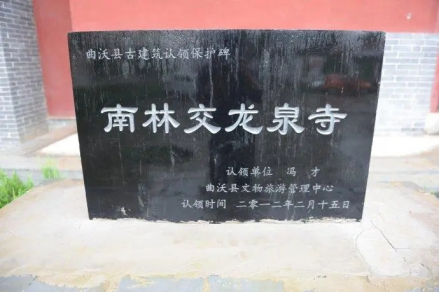 曲沃县古建筑认领保护碑
南林交龙泉寺
认领单位 冯才
曲沃县文物旅游管理中心
认领时间 二零一二年二月十五日